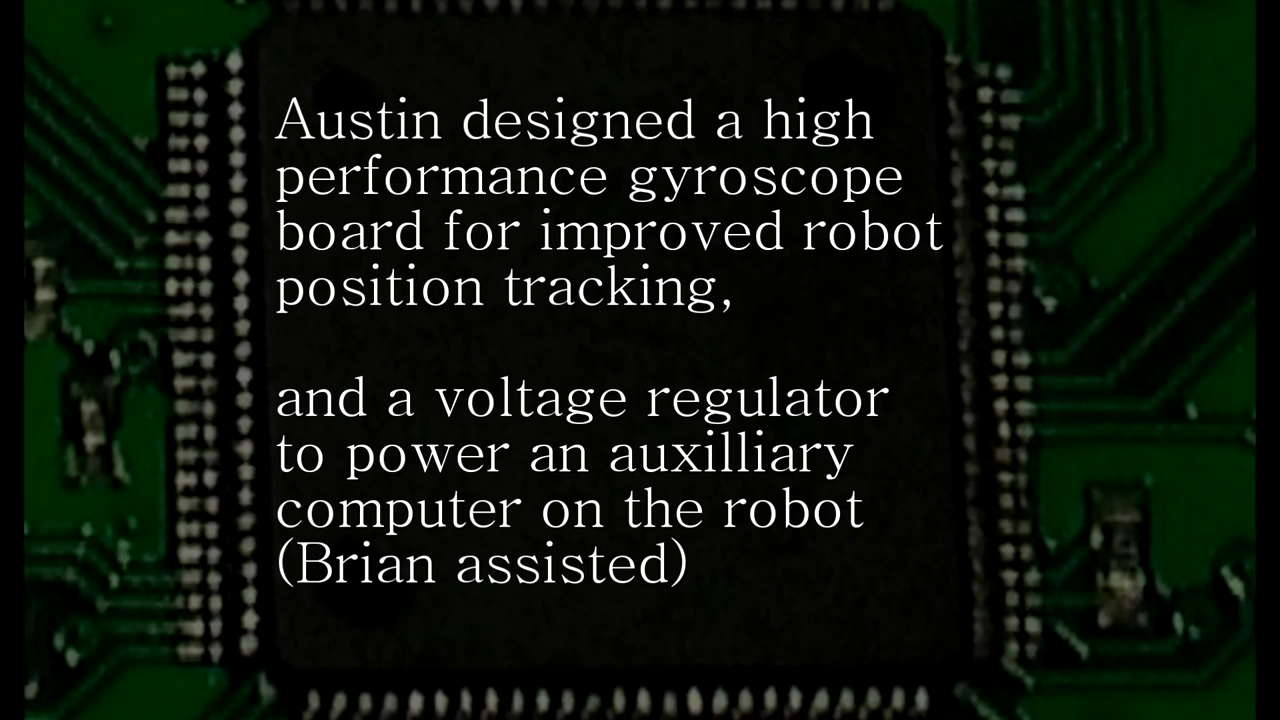 Austin designed a high
performance gyroscope
board for improved robot
position tracking,
and a voltage regulator
to power an auxilliary
computer on the robot
(Brian assisted)